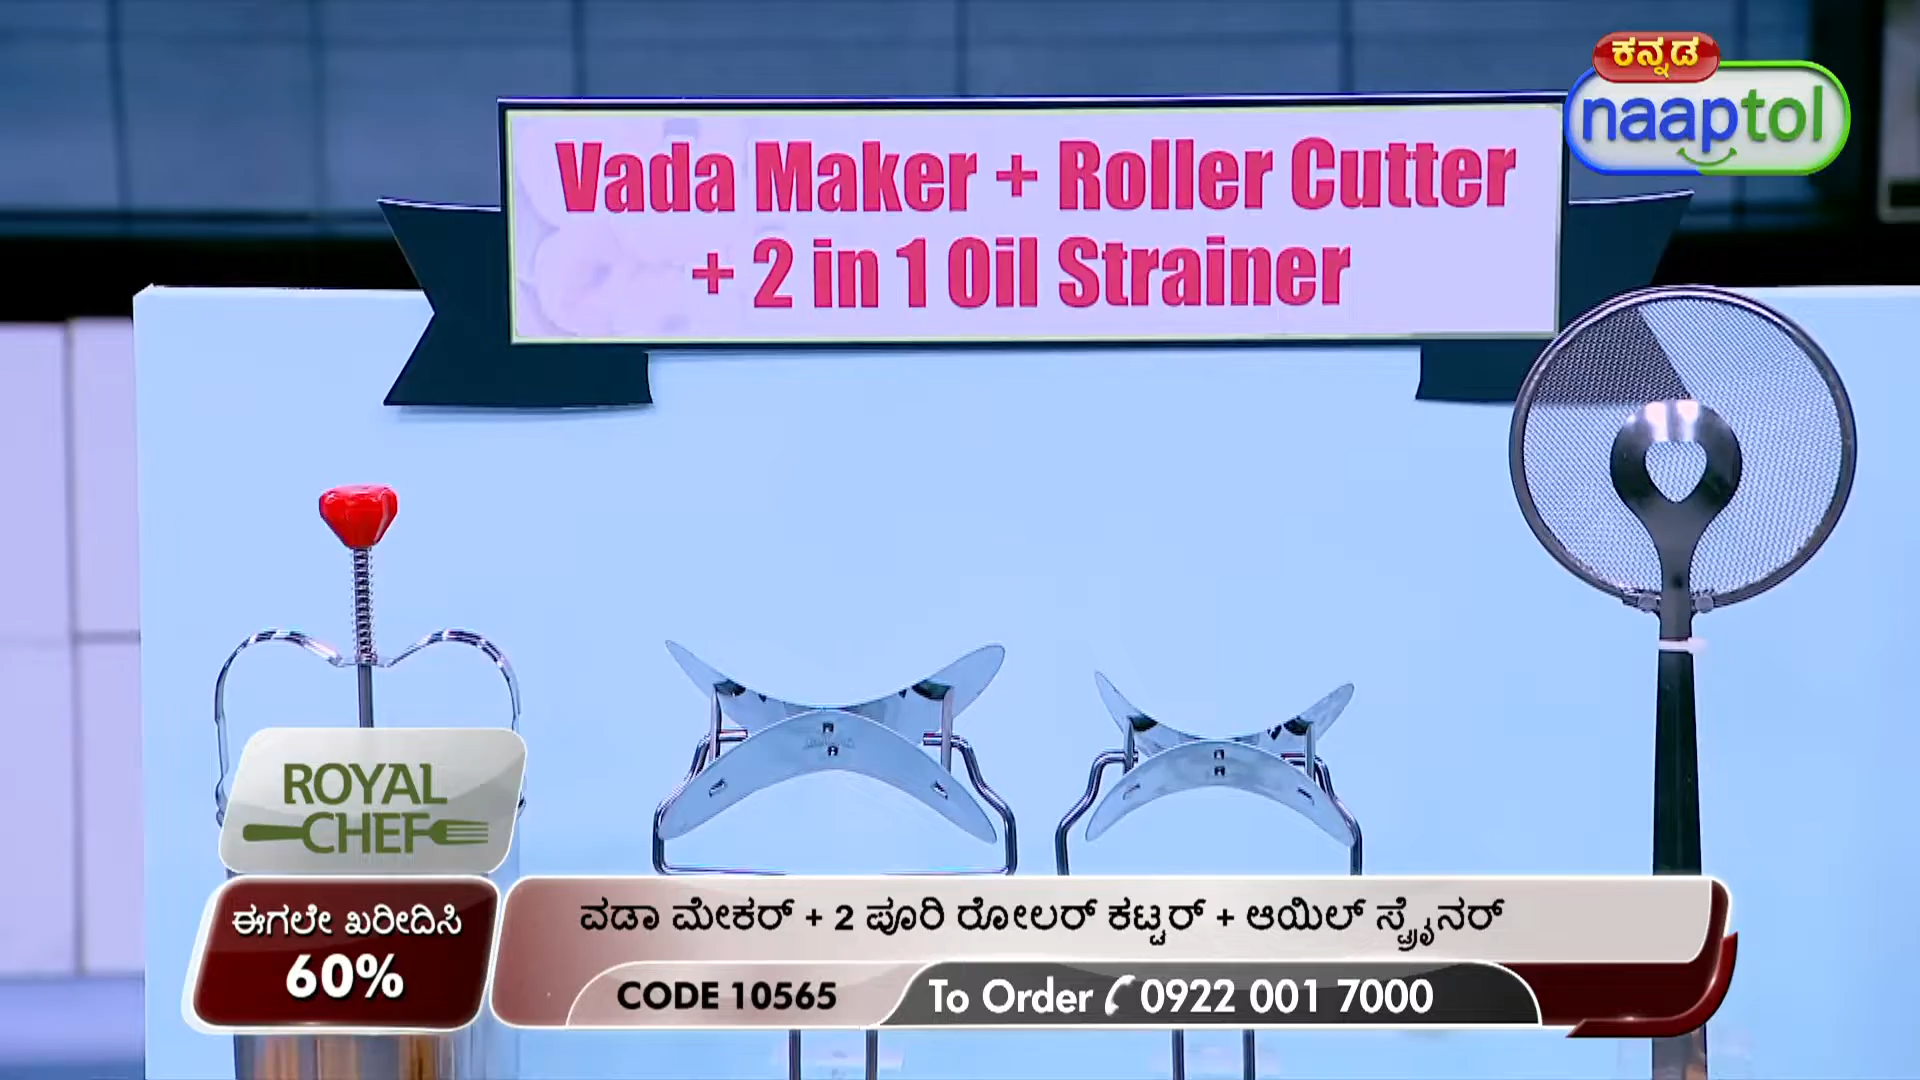 ಕನ್ನಡ
naaptol
Vada Maker + Roller Cutter
+ 2 in 1 Oil Strainer
ROYAL
CHEF
ಈಗಲೇ ಖರೀದಿಸಿ
60%
ವಡಾ ಮೇಕರ್ + 2 ಪೂರಿ ರೋಲರ್ ಕಟ್ಟರ್ + ಆಯಿಲ್ ಸ್ಟ್ರೈನರ್
CODE 10565
To Order 0922 001 7000